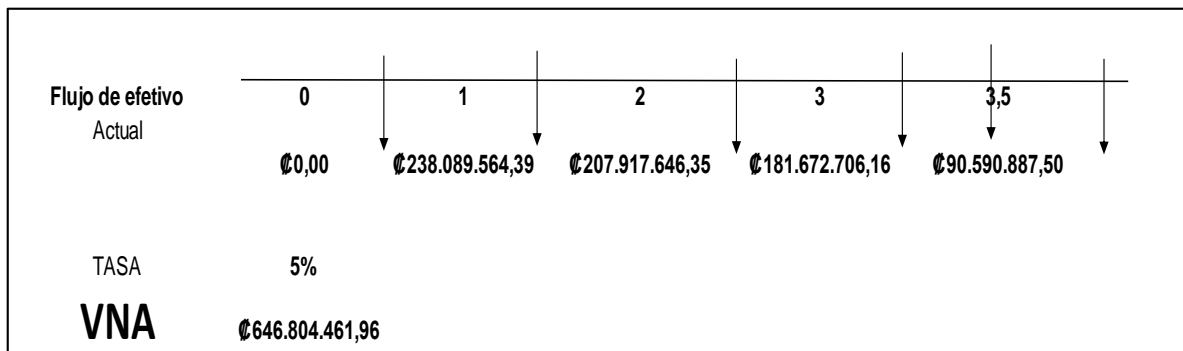 Flujo de efetivo 0 1 2 3 3,5
Actual
₡0,00 ₡238.089.564,39 ₡207.917.646,35 ₡181.672.706,16 ₡90.590.887,50
TASA 5%
VNA ₡646.804.461,96